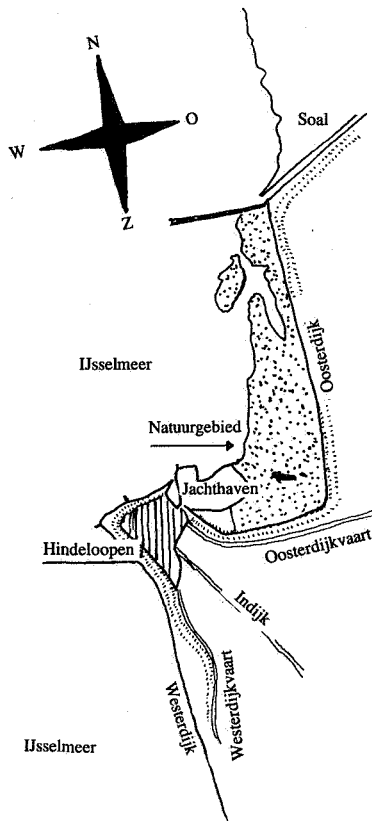 N
Soal
O
W
Z
IJsselmeer
Oosterdijk
Natuurgebied
Jachthaven
Hindeloopen
Oosterdijkvaart
Indijk
Westerdijk
Westerdijkvaart
IJsselmeer